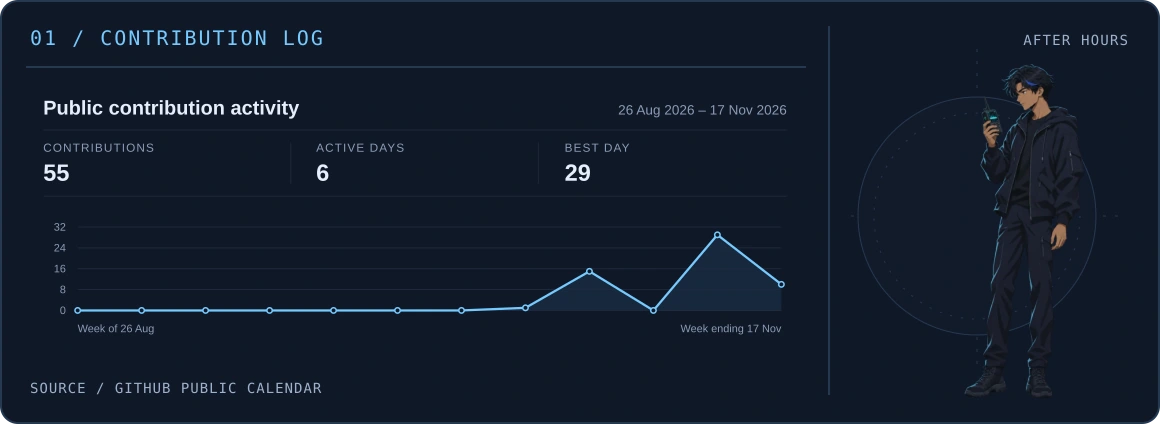 01 / CONTRIBUTION LOG
AFTER HOURS
Public contribution activity
26 Aug 2026 – 17 Nov 2026
CONTRIBUTIONS
55
ACTIVE DAYS
6
BEST DAY
29
32
24
16
8
0
Week of 26 Aug
Week ending 17 Nov
SOURCE / GITHUB PUBLIC CALENDAR